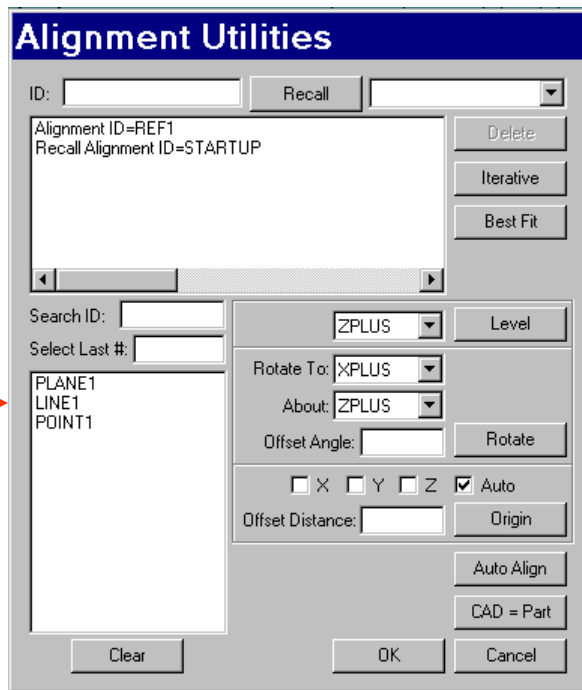 Alignment Utilities
ID:
Recall
Alignment ID=REF1
Recall Alignment ID=STARTUP
Delete
Iterative
Best Fit
Search ID:
Select Last #:
PLANE1
LINE1
POINT1
ZPLUS
Level
Rotate To: XPLUS
About: ZPLUS
Offset Angle:
Rotate
X Y Z Auto
Offset Distance:
Origin
Auto Align
CAD = Part
Clear
OK
Cancel